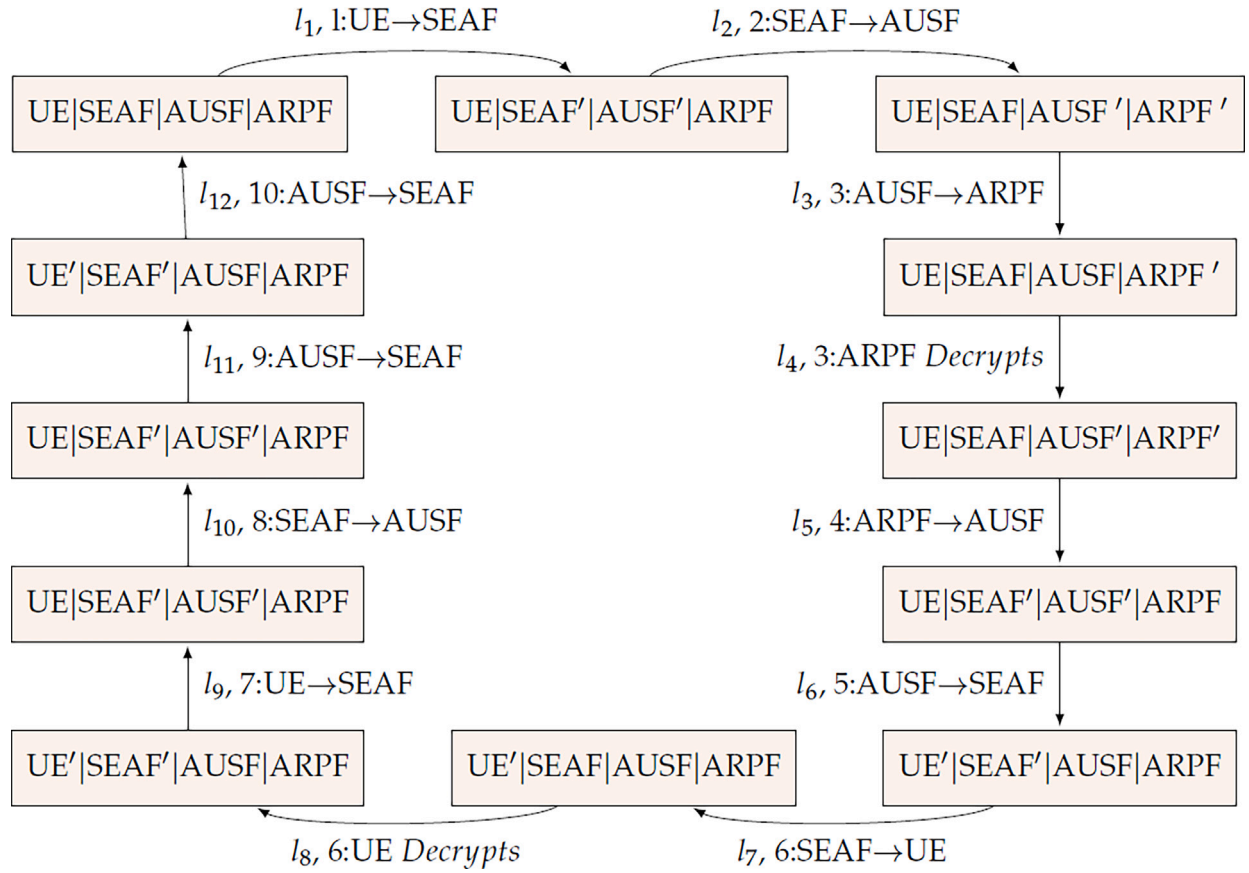 l₁, 1:UE→SEAF
l₂, 2:SEAF→AUSF
UE|SEAF|AUSF|ARPF
UE|SEAF′|AUSF′|ARPF
UE|SEAF|AUSF ′|ARPF ′
l₁₂, 10:AUSF→SEAF
l₃, 3:AUSF→ARPF
UE′|SEAF′|AUSF|ARPF
UE|SEAF|AUSF|ARPF ′
l₁₁, 9:AUSF→SEAF
l₄, 3:ARPF Decrypts
UE|SEAF′|AUSF′|ARPF
UE|SEAF|AUSF′|ARPF′
l₁₀, 8:SEAF→AUSF
l₅, 4:ARPF→AUSF
UE|SEAF′|AUSF′|ARPF
UE|SEAF′|AUSF′|ARPF
l₉, 7:UE→SEAF
l₆, 5:AUSF→SEAF
UE′|SEAF′|AUSF|ARPF
UE′|SEAF|AUSF|ARPF
UE′|SEAF′|AUSF|ARPF
l₈, 6:UE Decrypts
l₇, 6:SEAF→UE